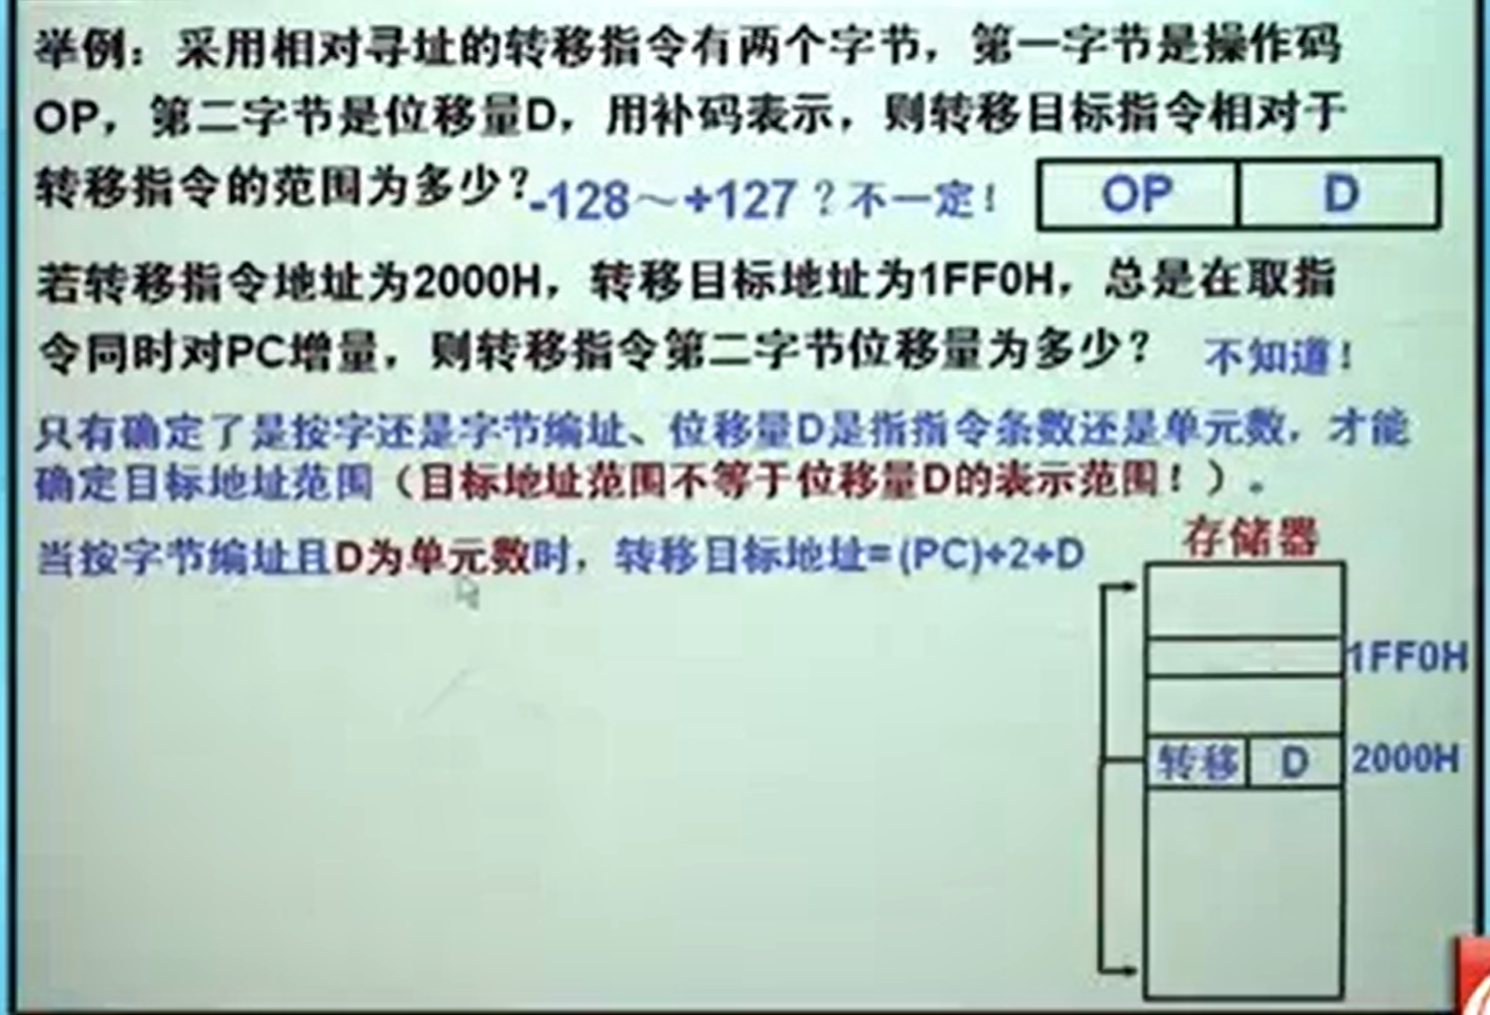 举例：采用相对寻址的转移指令有两个字节，第一字节是操作码
OP，第二字节是位移量D，用补码表示，则转移目标指令相对于
转移指令的范围为多少？-128～+127？不一定！
OP D
若转移指令地址为2000H，转移目标地址为1FF0H，总是在取指
令同时对PC增量，则转移指令第二字节位移量为多少？ 不知道！
只有确定了是按字还是字节编址、位移量D是指指令条数还是单元数，才能
确定目标地址范围（目标地址范围不等于位移量D的表示范围！）。
当按字节编址且D为单元数时，转移目标地址=(PC)+2+D
存储器
1FF0H
转移 D 2000H